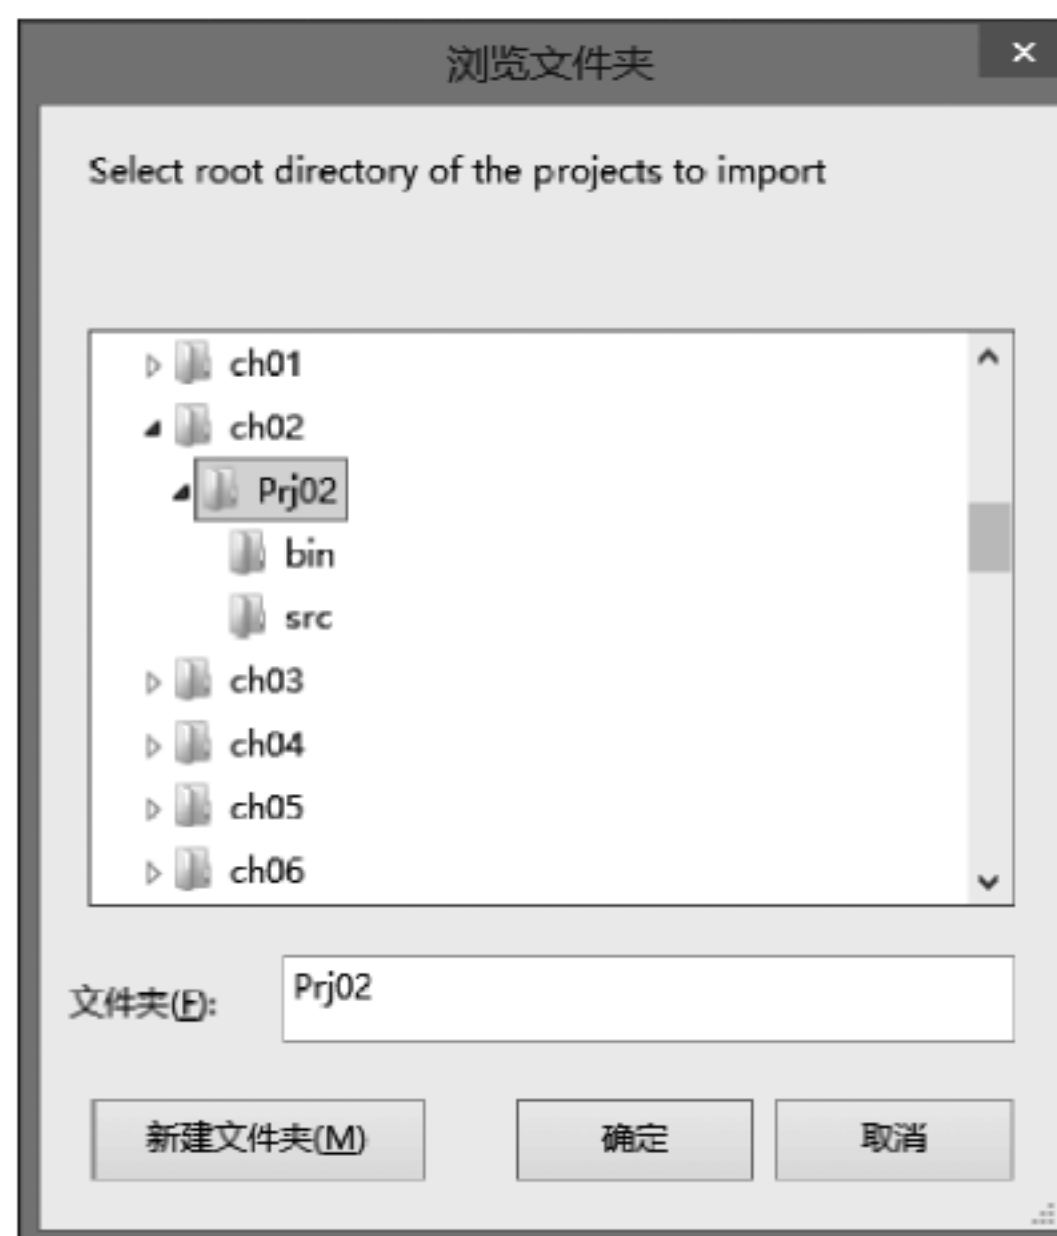 浏览文件夹
Select root directory of the projects to import
ch01
ch02
Prj02
bin
src
ch03
ch04
ch05
ch06
文件夹(F): Prj02
新建文件夹(M) 确定 取消